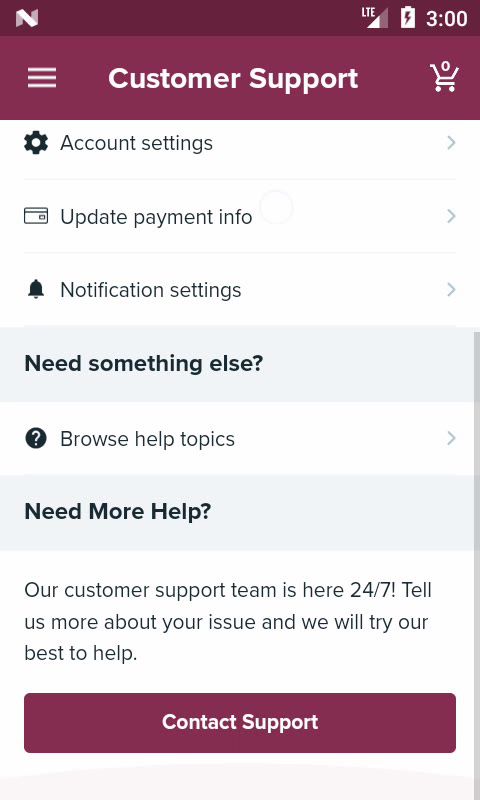 LTE
3:00
Customer Support
0
Account settings
Update payment info
Notification settings
Need something else?
Browse help topics
Need More Help?
Our customer support team is here 24/7! Tell
us more about your issue and we will try our
best to help.
Contact Support